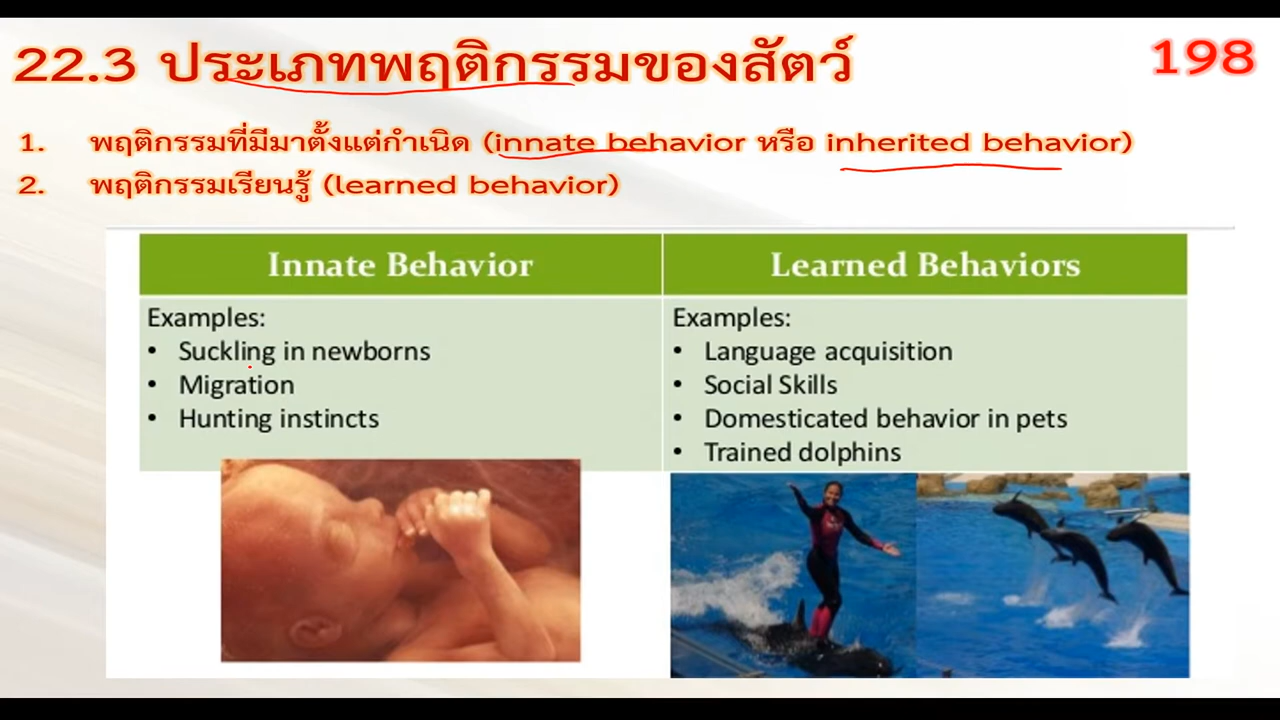 22.3 ประเภทพฤติกรรมของสัตว์
198
1. พฤติกรรมที่มีมาตั้งแต่กำเนิด (innate behavior หรือ inherited behavior)
2. พฤติกรรมเรียนรู้ (learned behavior)
Innate Behavior
Examples:
• Suckling in newborns
• Migration
• Hunting instincts
Learned Behaviors
Examples:
• Language acquisition
• Social Skills
• Domesticated behavior in pets
• Trained dolphins